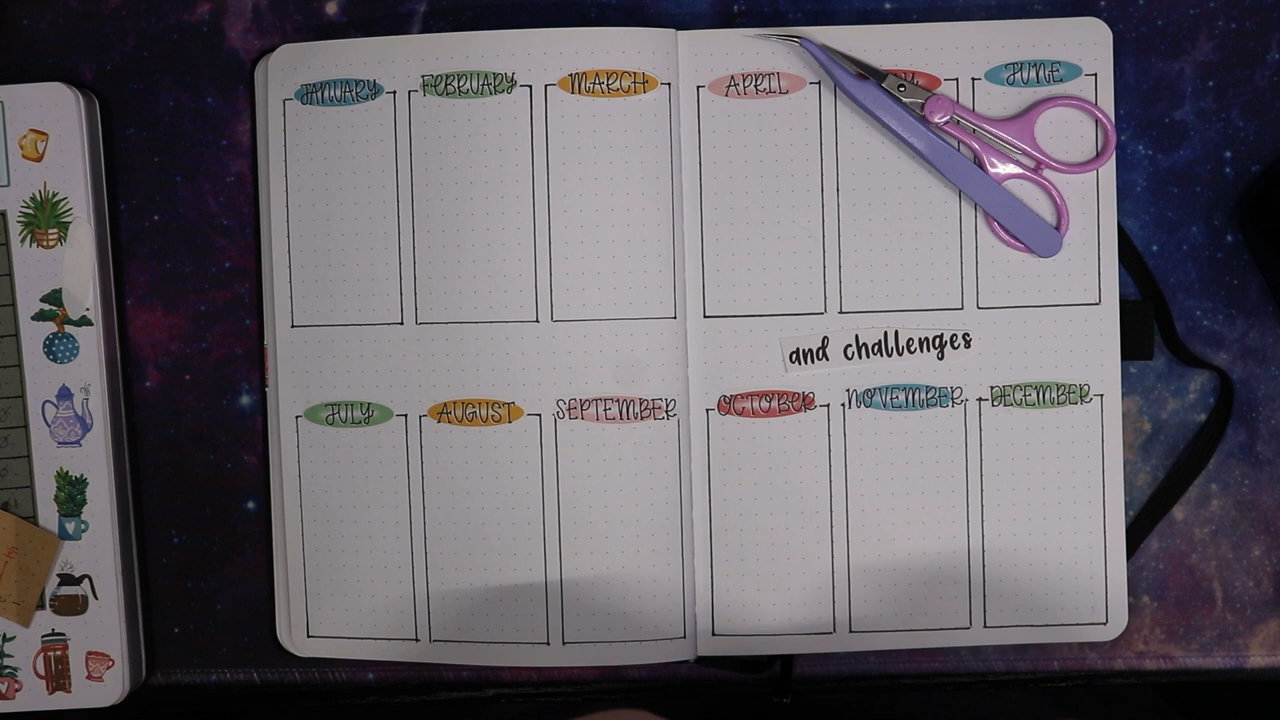 JANUARY
FEBRUARY
MARCH
APRIL
JUNE
and challenges
JULY
AUGUST
SEPTEMBER
OCTOBER
NOVEMBER
DECEMBER